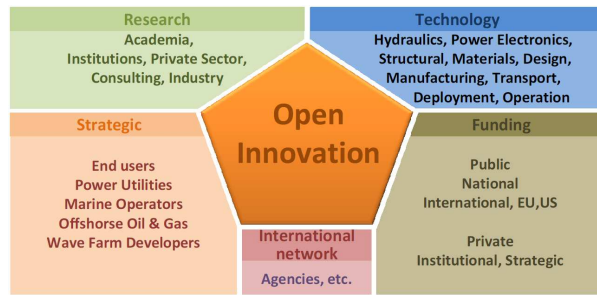 Research
Academia,
Institutions, Private Sector,
Consulting, Industry
Technology
Hydraulics, Power Electronics,
Structural, Materials, Design,
Manufacturing, Transport,
Deployment, Operation
Open
Innovation
Strategic
End users
Power Utilities
Marine Operators
Offshorse Oil & Gas
Wave Farm Developers
Funding
Public
National
International, EU,US
Private
Institutional, Strategic
International
network
Agencies, etc.